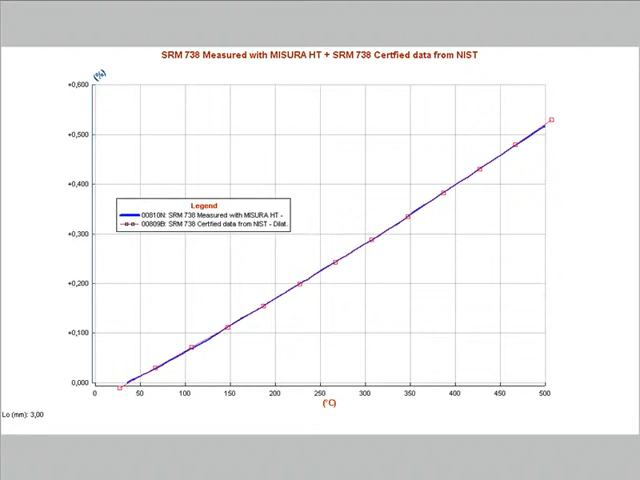 SRM 738 Measured with MISURA HT + SRM 738 Certfied data from NIST
(%)
+0,600
+0,500
+0,400
+0,300
+0,200
+0,100
0,000
Legend
00810N: SRM 738 Measured with MISURA HT -
00809B: SRM 738 Certfied data from NIST - Dilat.
0 50 100 150 200 250 300 350 400 450 500
(°C)
Lo (mm): 3,00